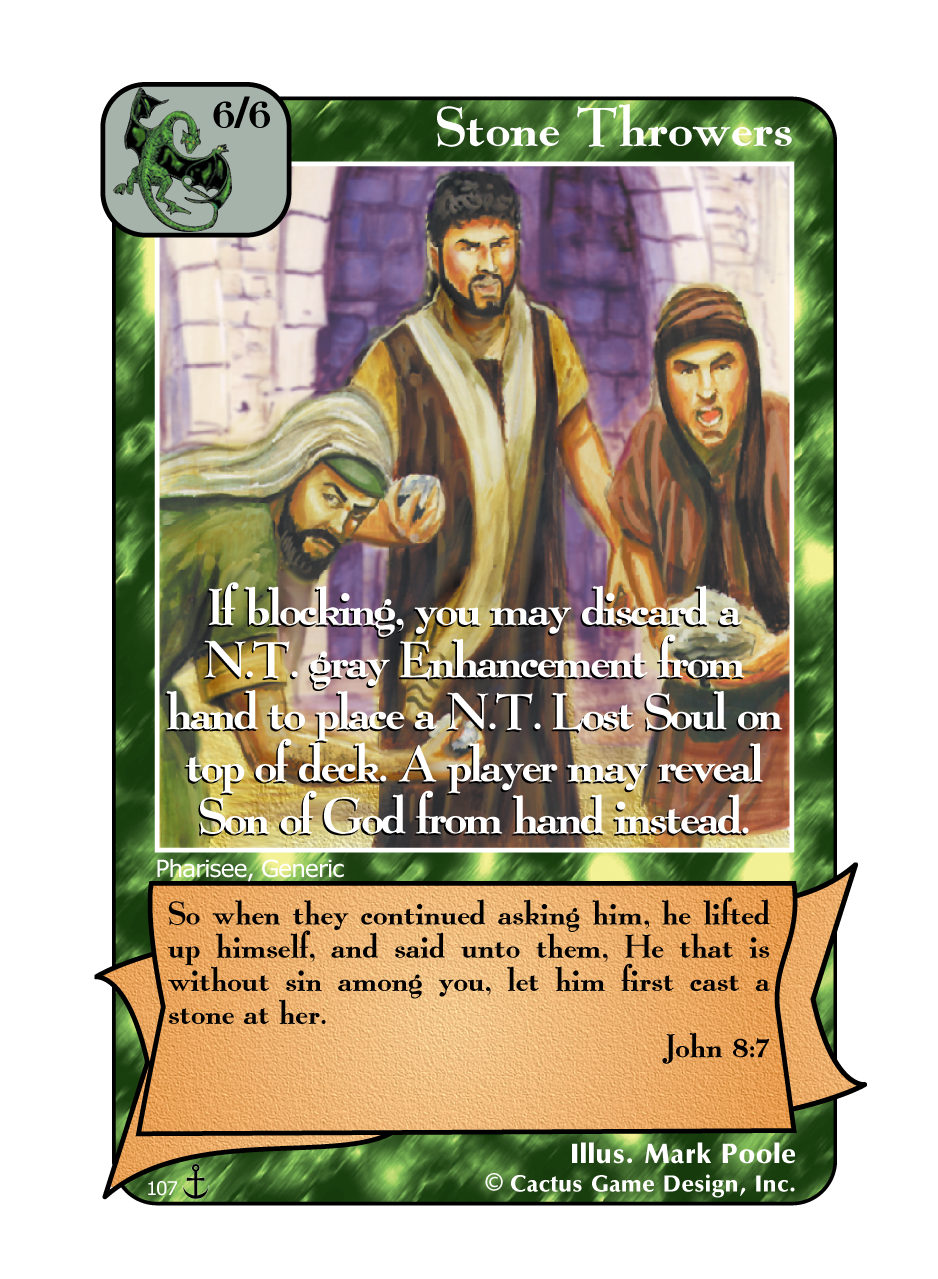 6/6
Stone Throwers
If blocking, you may discard a
N.T. gray Enhancement from
hand to place a N.T. Lost Soul on
top of deck. A player may reveal
Son of God from hand instead.
Pharisee, Generic
So when they continued asking him, he lifted
up himself, and said unto them, He that is
without sin among you, let him first cast a
stone at her.
John 8:7
Illus. Mark Poole
107
© Cactus Game Design, Inc.